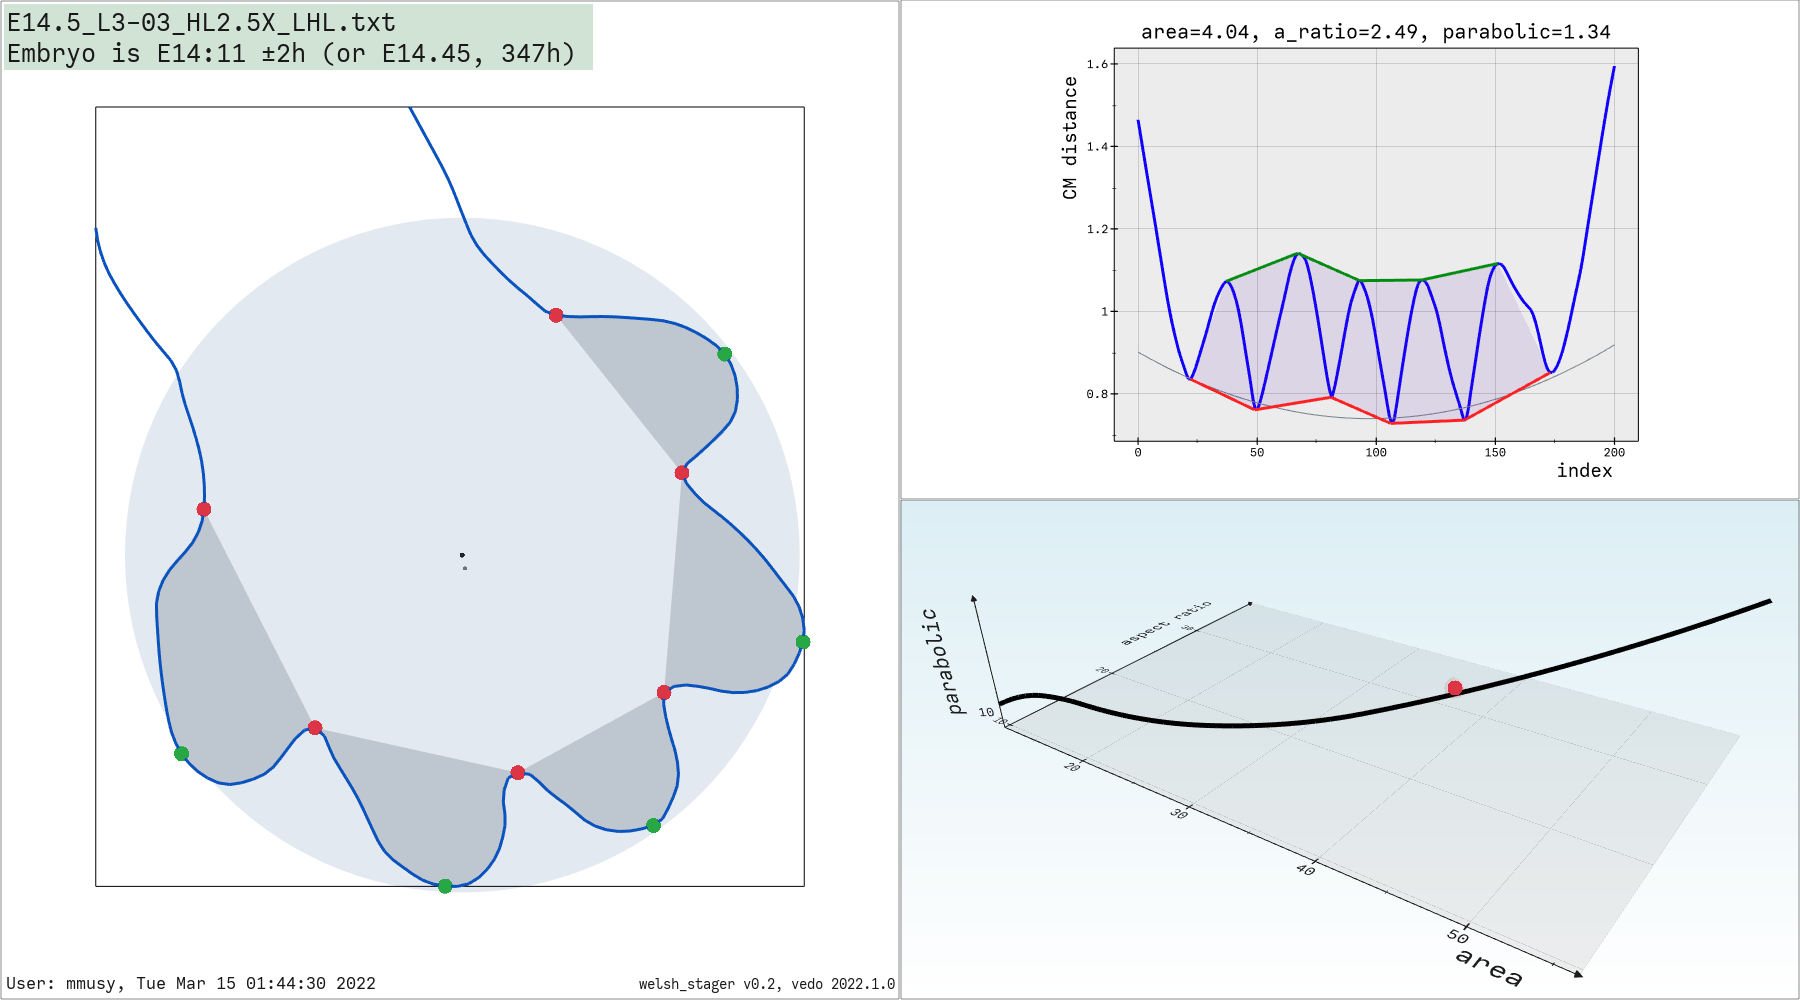 E14.5_L3-03_HL2.5X_LHL.txt
Embryo is E14:11 ±2h (or E14.45, 347h)
User: mmusy, Tue Mar 15 01:44:30 2022
welsh_stager v0.2, vedo 2022.1.0
area=4.04, a_ratio=2.49, parabolic=1.34
CM distance
1.6
1.4
1.2
1
0.8
0
50
100
150
200
index
parabolic
aspect ratio
30
20
10
10
20
30
40
50
area